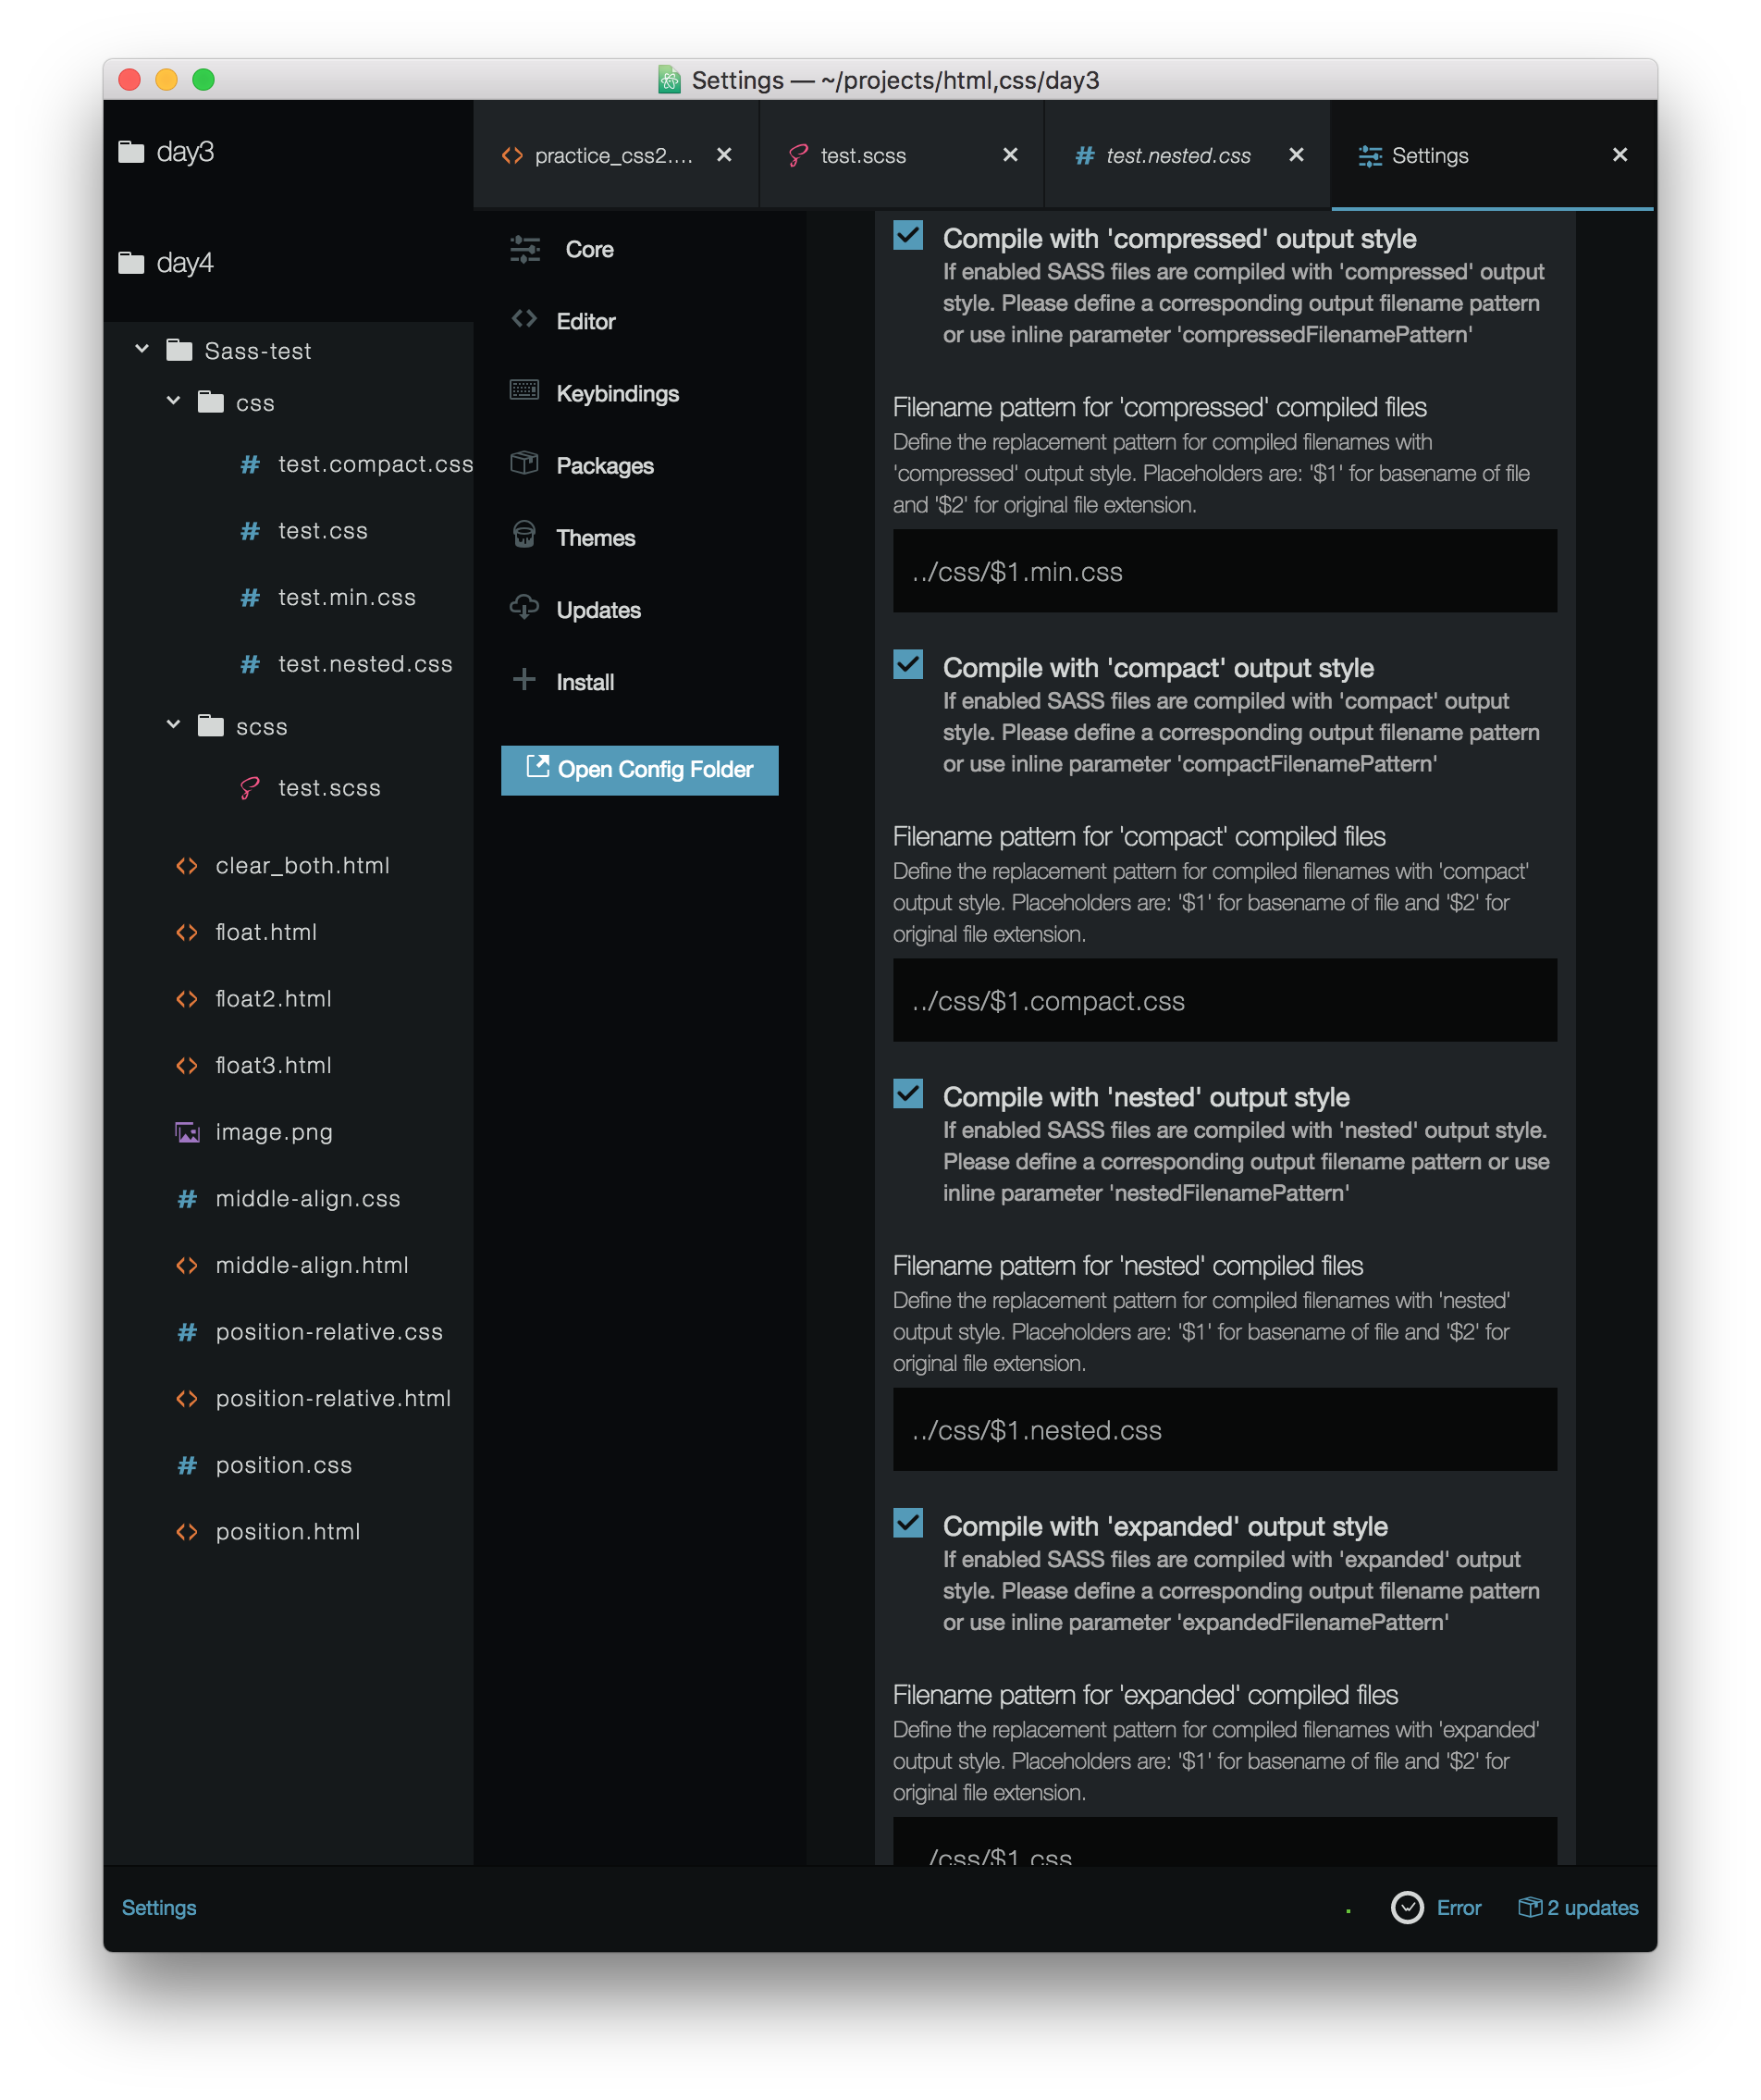 Settings — ~/projects/html,css/day3
day3
day4
Sass-test
css
test.compact.css
test.css
test.min.css
test.nested.css
scss
test.scss
clear_both.html
float.html
float2.html
float3.html
image.png
middle-align.css
middle-align.html
position-relative.css
position-relative.html
position.css
position.html
practice_css2....
test.scss
test.nested.css
Settings
Core
Editor
Keybindings
Packages
Themes
Updates
Install
Open Config Folder
Compile with 'compressed' output style
If enabled SASS files are compiled with 'compressed' output
style. Please define a corresponding output filename pattern
or use inline parameter 'compressedFilenamePattern'
Filename pattern for 'compressed' compiled files
Define the replacement pattern for compiled filenames with
'compressed' output style. Placeholders are: '$1' for basename of file
and '$2' for original file extension.
../css/$1.min.css
Compile with 'compact' output style
If enabled SASS files are compiled with 'compact' output
style. Please define a corresponding output filename pattern
or use inline parameter 'compactFilenamePattern'
Filename pattern for 'compact' compiled files
Define the replacement pattern for compiled filenames with 'compact'
output style. Placeholders are: '$1' for basename of file and '$2' for
original file extension.
../css/$1.compact.css
Compile with 'nested' output style
If enabled SASS files are compiled with 'nested' output style.
Please define a corresponding output filename pattern or use
inline parameter 'nestedFilenamePattern'
Filename pattern for 'nested' compiled files
Define the replacement pattern for compiled filenames with 'nested'
output style. Placeholders are: '$1' for basename of file and '$2' for
original file extension.
../css/$1.nested.css
Compile with 'expanded' output style
If enabled SASS files are compiled with 'expanded' output
style. Please define a corresponding output filename pattern
or use inline parameter 'expandedFilenamePattern'
Filename pattern for 'expanded' compiled files
Define the replacement pattern for compiled filenames with 'expanded'
output style. Placeholders are: '$1' for basename of file and '$2' for
original file extension.
/css/$1.css
Settings
Error
2 updates